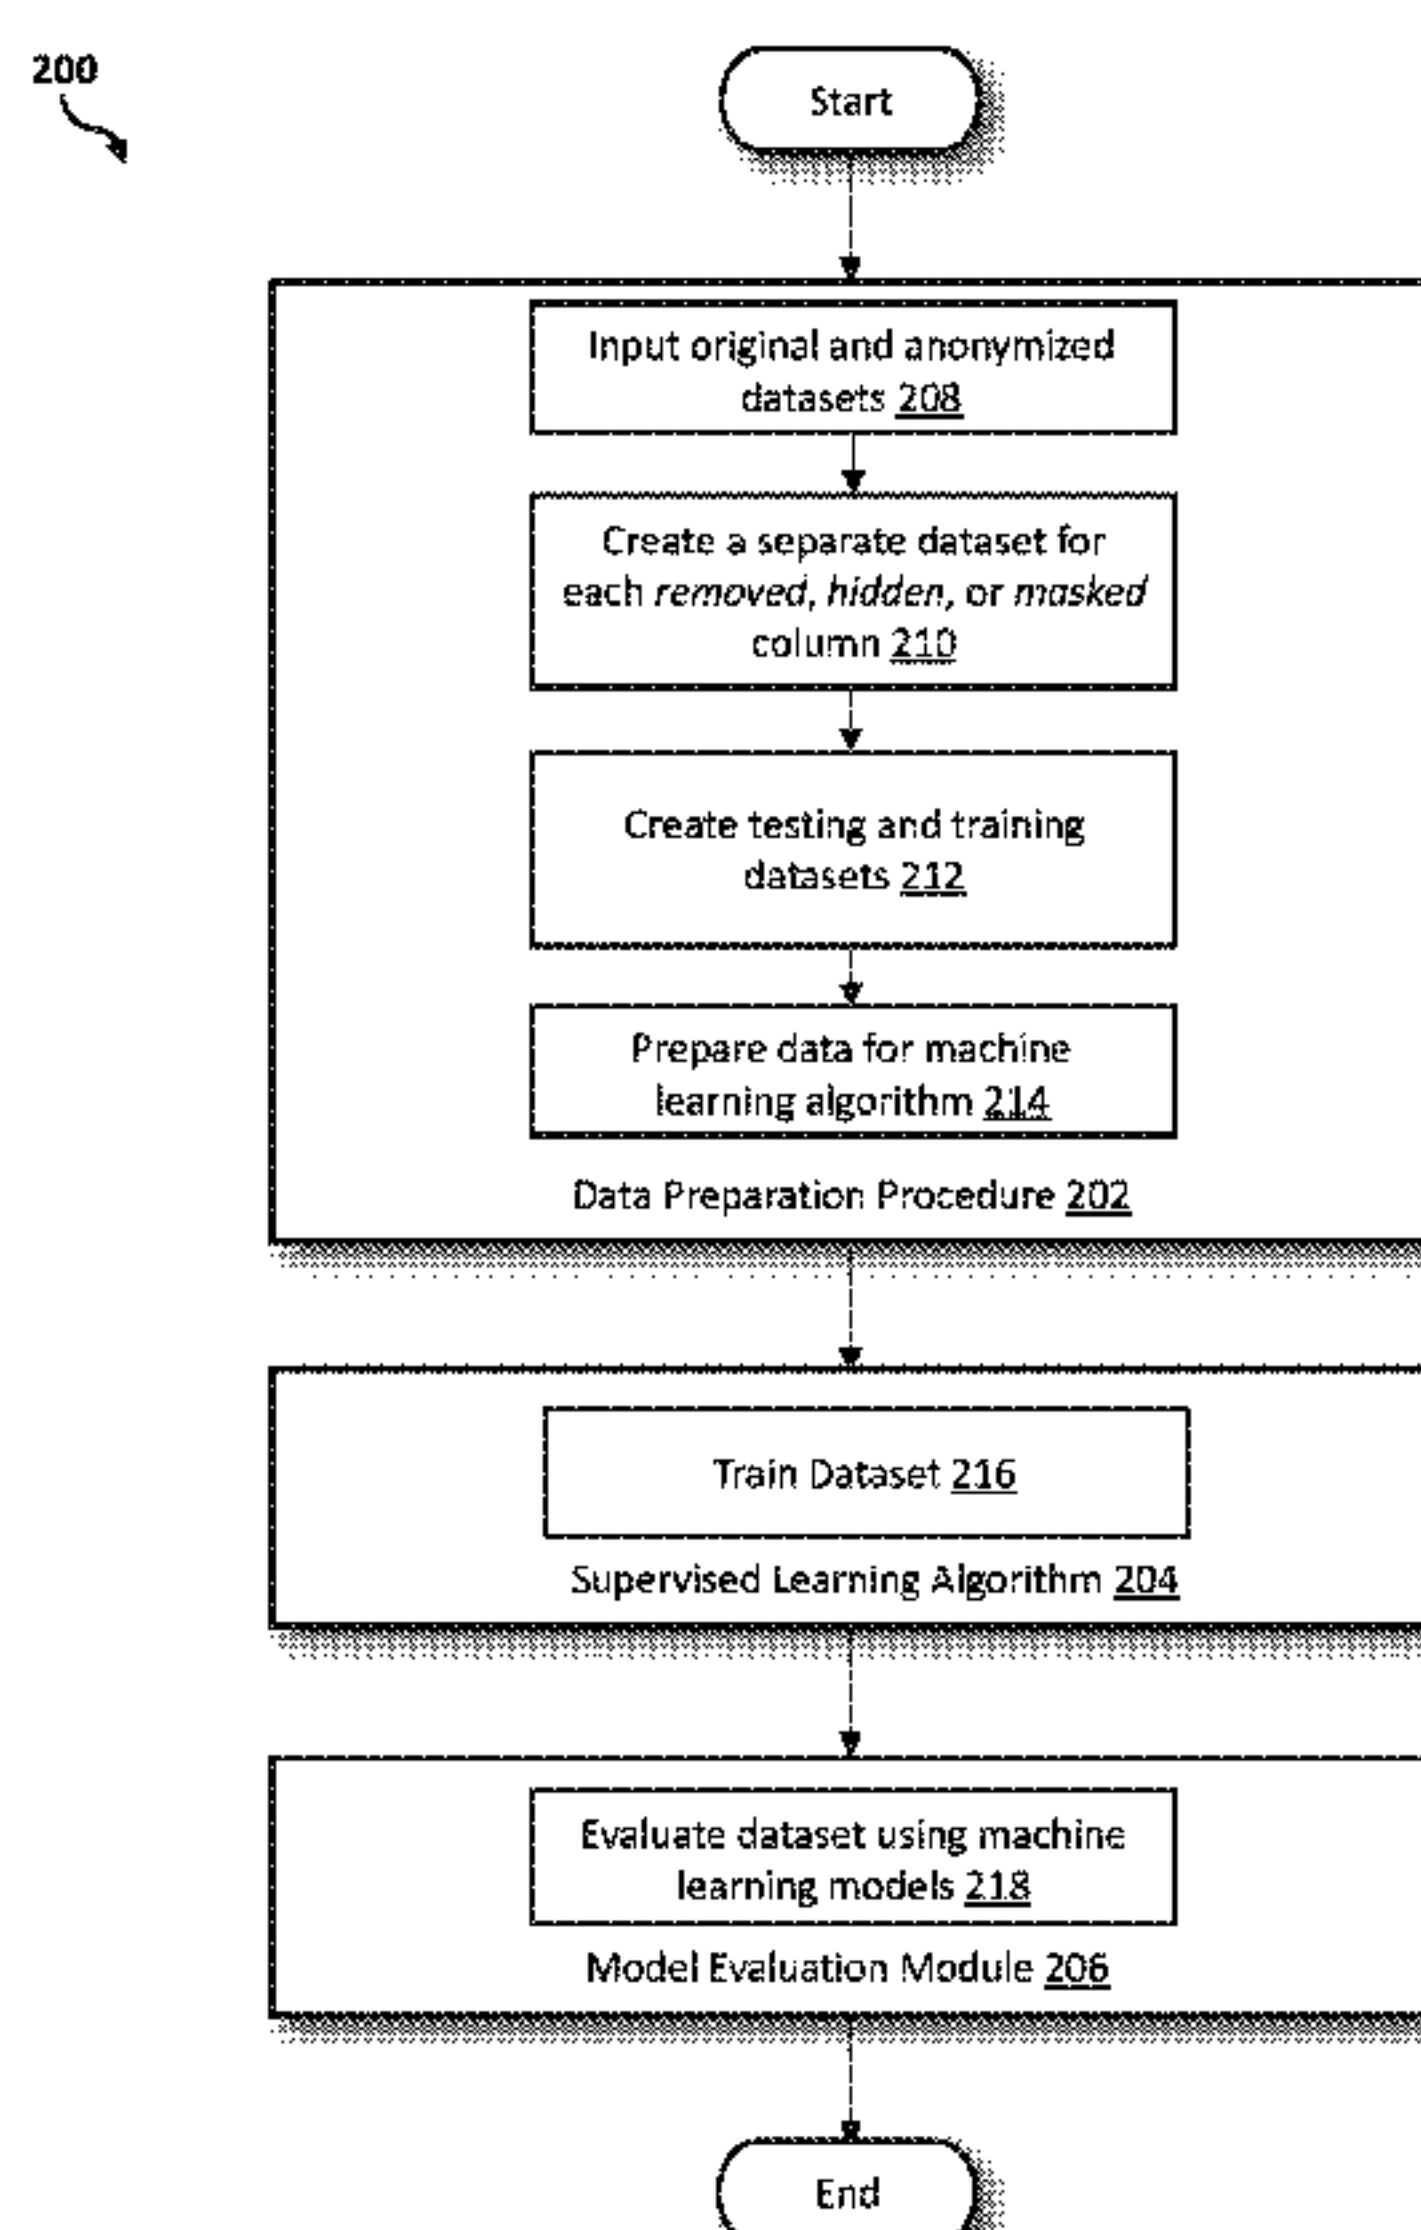 200
Start
Input original and anonymized
datasets 208
Create a separate dataset for
each removed, hidden, or masked
column 210
Create testing and training
datasets 212
Prepare data for machine
learning algorithm 214
Data Preparation Procedure 202
Train Dataset 216
Supervised Learning Algorithm 204
Evaluate dataset using machine
learning models 218
Model Evaluation Module 206
End